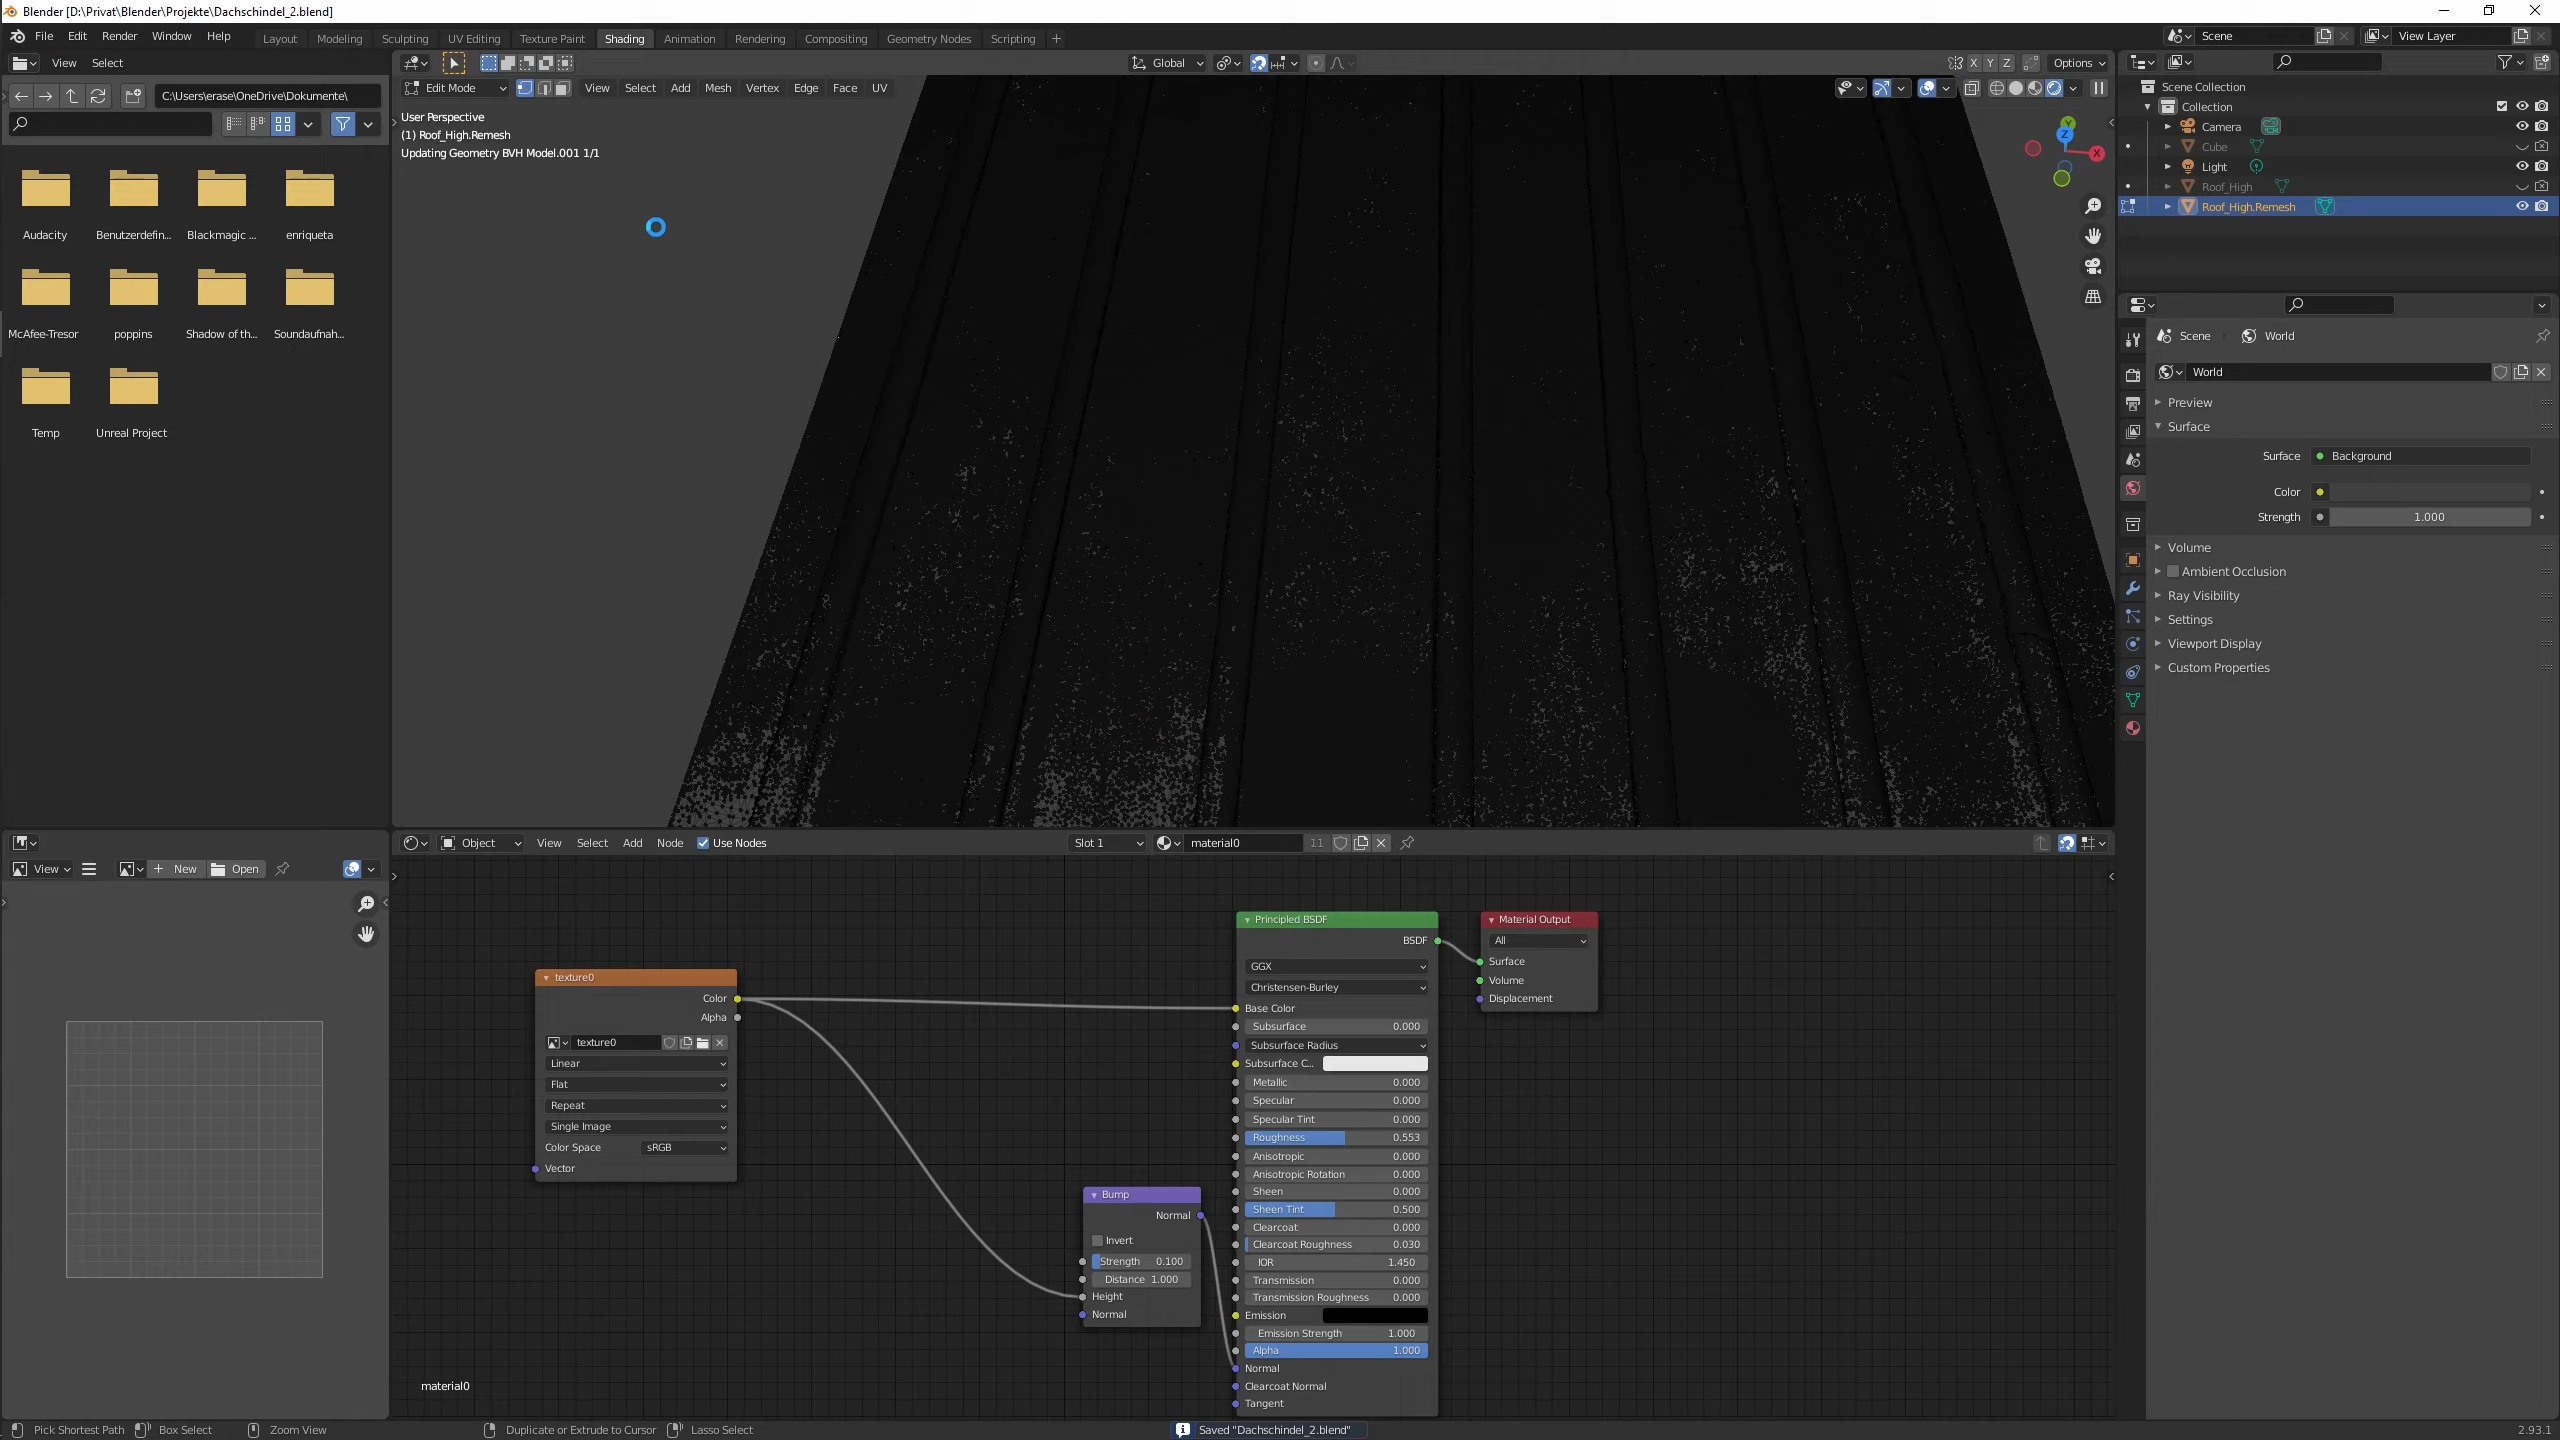 Blender [D:\Privat\Blender\Projekte\Dachschindel_2.blend]
File Edit Render Window Help Layout Modeling Sculpting UV Editing Texture Paint Shading Animation Rendering Compositing Geometry Nodes Scripting
Scene
View Layer
View Select
Global
X Y Z
Options
Edit Mode View Select Add Mesh Vertex Edge Face UV
C:\Users\erase\OneDrive\Dokumente\
User Perspective
(1) Roof_High.Remesh
Updating Geometry BVH Model.001 1/1
Y
Z
X
Audacity
Benutzerdefin...
Blackmagic ...
enriqueta
McAfee-Tresor
poppins
Shadow of th...
Soundaufnah...
Temp
Unreal Project
Scene Collection
Collection
Camera
Cube
Light
Roof_High
Roof_High.Remesh
Scene
World
World
Preview
Surface
Surface
Background
Color
Strength
1.000
Volume
Ambient Occlusion
Ray Visibility
Settings
Viewport Display
Custom Properties
View
New
Open
Object
View Select Add Node
Use Nodes
Slot 1
material0
11
texture0
Color
Alpha
texture0
Linear
Flat
Repeat
Single Image
Color Space
sRGB
Vector
Bump
Normal
Invert
Strength 0.100
Distance 1.000
Height
Normal
Principled BSDF
BSDF
GGX
Christensen-Burley
Base Color
Subsurface 0.000
Subsurface Radius
Subsurface C...
Metallic 0.000
Specular 0.000
Specular Tint 0.000
Roughness 0.553
Anisotropic 0.000
Anisotropic Rotation 0.000
Sheen 0.000
Sheen Tint 0.500
Clearcoat 0.000
Clearcoat Roughness 0.030
IOR 1.450
Transmission 0.000
Transmission Roughness 0.000
Emission
Emission Strength 1.000
Alpha 1.000
Normal
Clearcoat Normal
Tangent
Material Output
All
Surface
Volume
Displacement
material0
Pick Shortest Path
Box Select
Zoom View
Duplicate or Extrude to Cursor
Lasso Select
Saved "Dachschindel_2.blend"
2.93.1